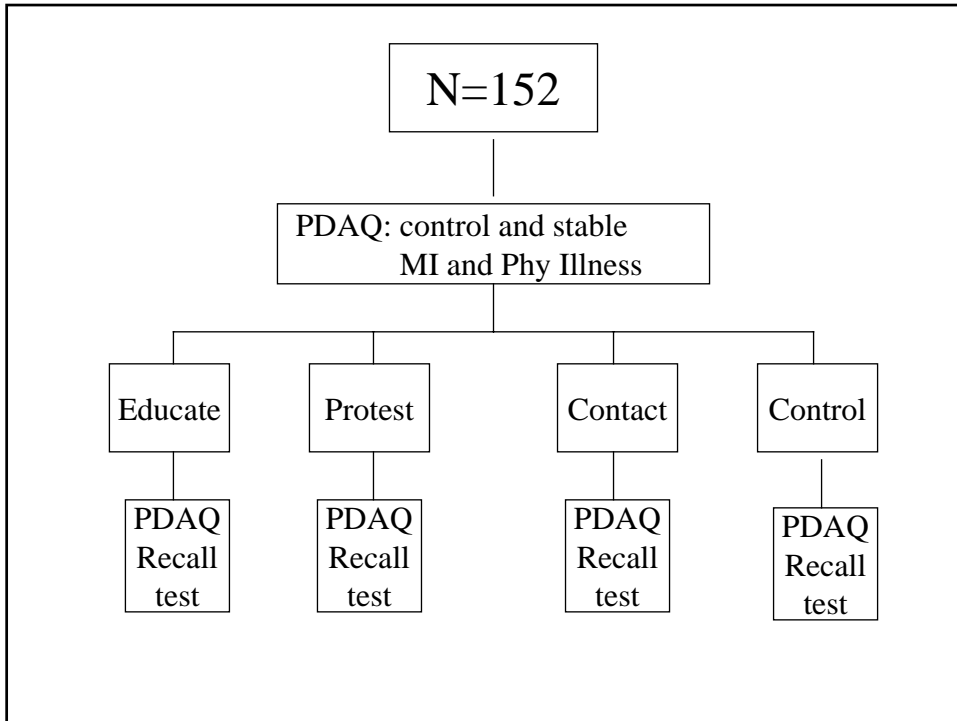 N=152
PDAQ: control and stable
MI and Phy Illness
Educate
Protest
Contact
Control
PDAQ
Recall
test
PDAQ
Recall
test
PDAQ
Recall
test
PDAQ
Recall
test